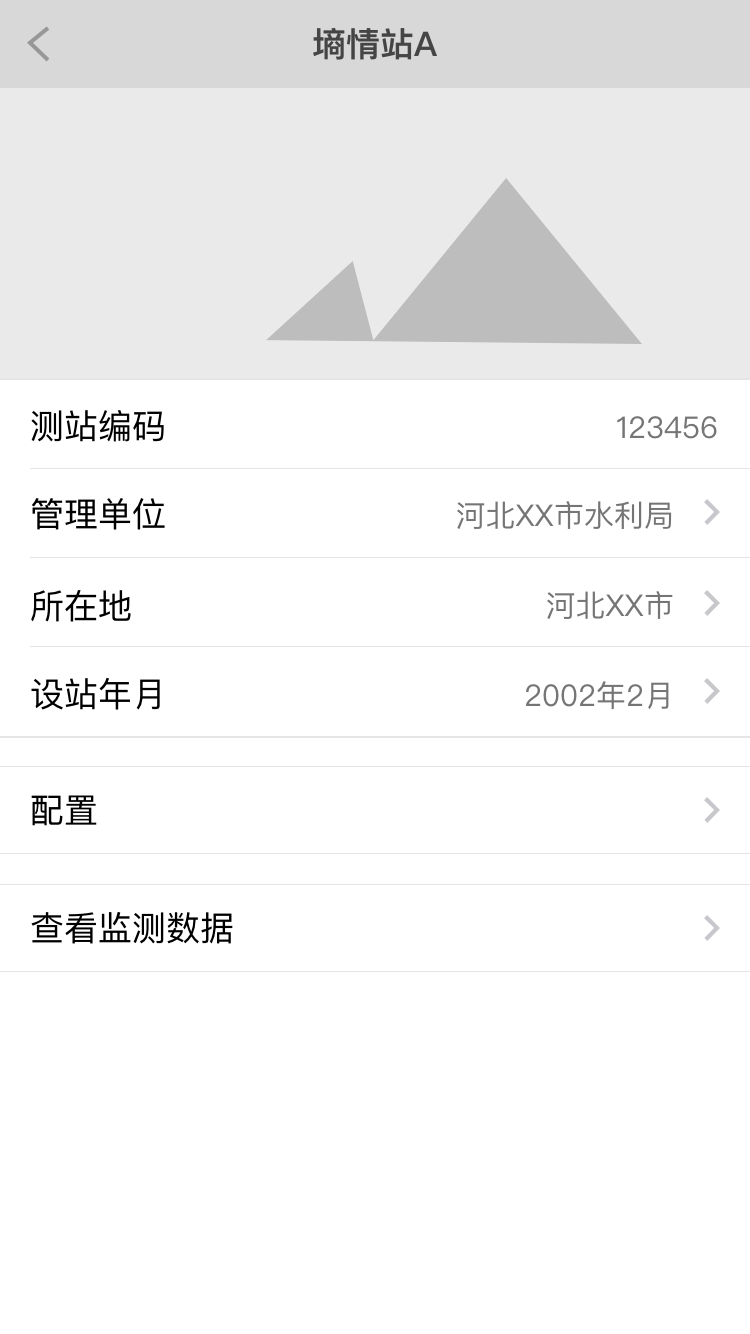 墒情站A
测站编码 123456
管理单位 河北XX市水利局
所在地 河北XX市
设站年月 2002年2月
配置
查看监测数据